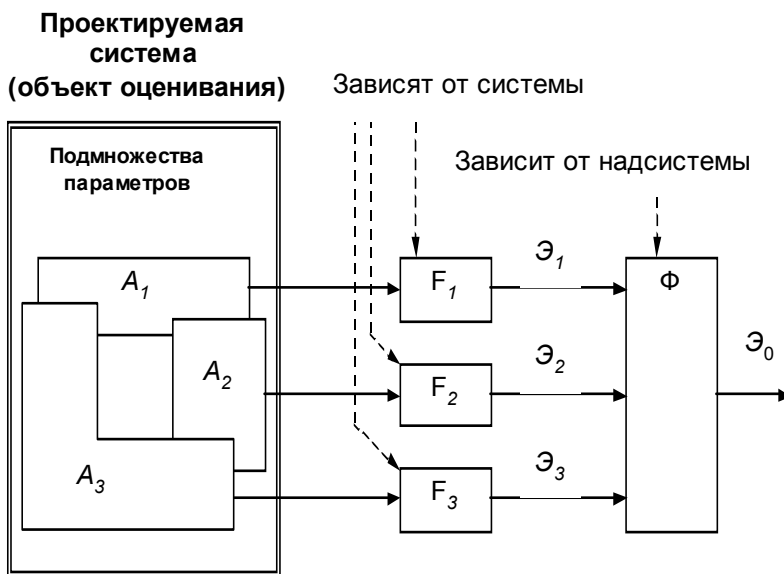 Проектируемая
система
(объект оценивания)
Зависят от системы
Подмножества
параметров
Зависит от надсистемы
A1
F1
Э1
Ф
A2
F2
Э2
Э0
A3
F3
Э3